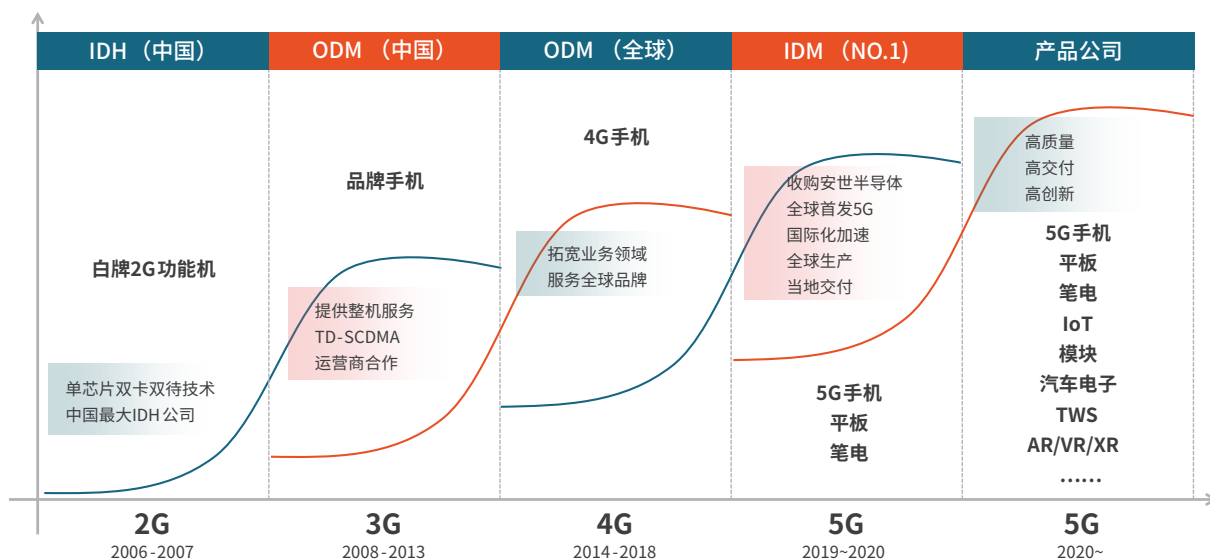 IDH（中国）
ODM （中国）
ODM （全球）
IDM （NO.1)
产品公司
白牌2G功能机
单芯片双卡双待技术
中国最大IDH公司
品牌手机
提供整机服务
TD-SCDMA
运营商合作
4G手机
拓宽业务领域
服务全球品牌
收购安世半导体
全球首发5G
国际化加速
全球生产
当地交付
5G手机
平板
笔电
高质量
高交付
高创新
5G手机
平板
笔电
IoT
模块
汽车电子
TWS
AR/VR/XR
……
2G
2006-2007
3G
2008-2013
4G
2014-2018
5G
2019~2020
5G
2020~